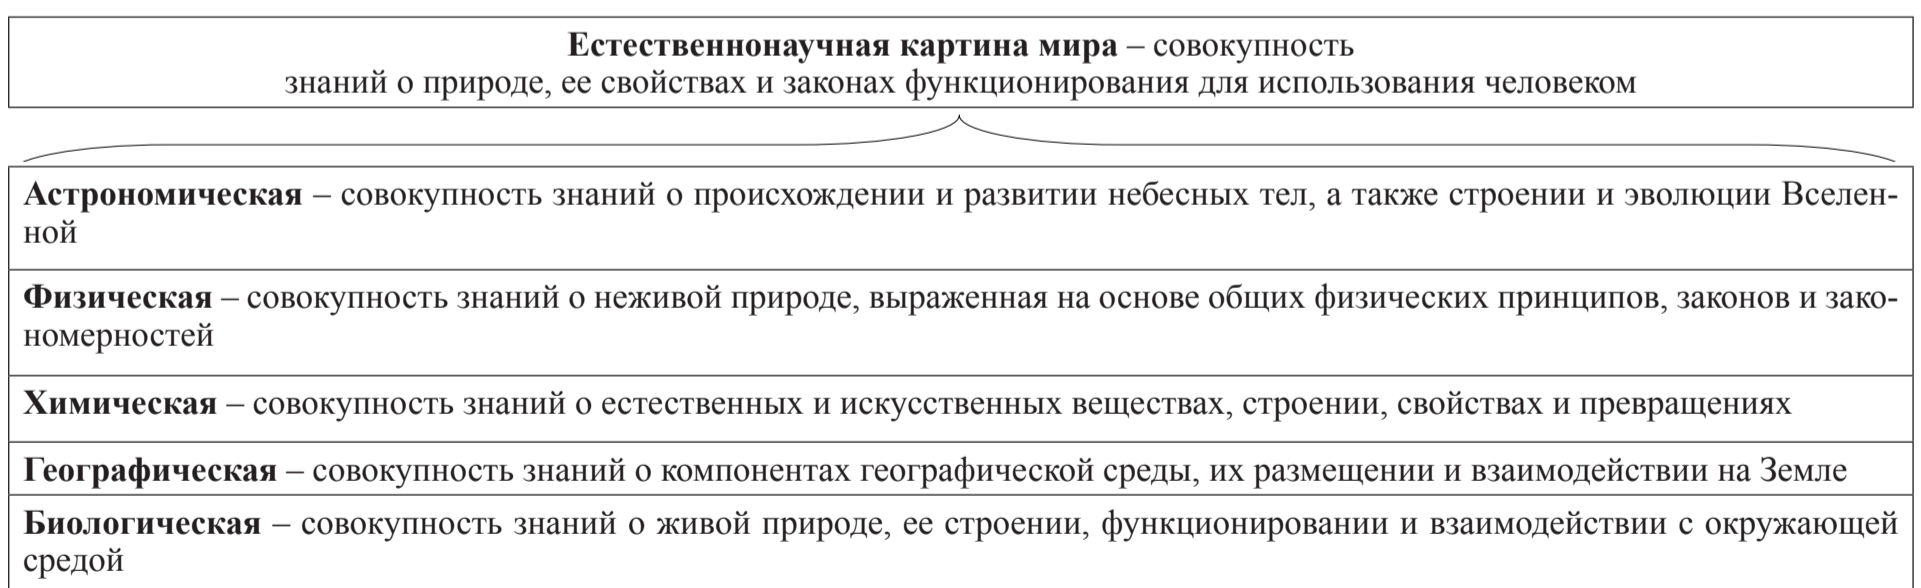 Естественнонаучная картина мира – совокупность
знаний о природе, ее свойствах и законах функционирования для использования человеком
Астрономическая – совокупность знаний о происхождении и развитии небесных тел, а также строении и эволюции Вселен-
ной
Физическая – совокупность знаний о неживой природе, выраженная на основе общих физических принципов, законов и зако-
номерностей
Химическая – совокупность знаний о естественных и искусственных веществах, строении, свойствах и превращениях
Географическая – совокупность знаний о компонентах географической среды, их размещении и взаимодействии на Земле
Биологическая – совокупность знаний о живой природе, ее строении, функционировании и взаимодействии с окружающей
средой